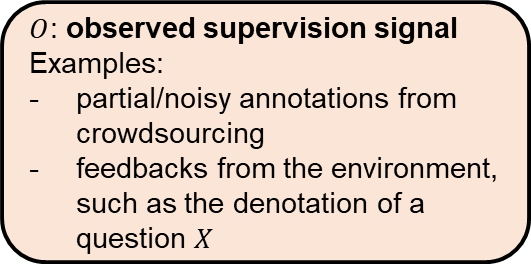 O: observed supervision signal
Examples:
- partial/noisy annotations from
crowdsourcing
- feedbacks from the environment,
such as the denotation of a
question X